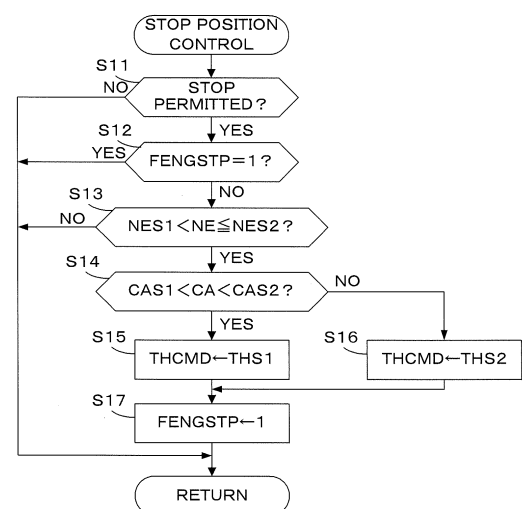 STOP POSITION
CONTROL
S11
NO
STOP
PERMITTED?
YES
S12
YES
FENGSTP=1?
NO
S13
NO
NES1<NE≦NES2?
YES
S14
CAS1<CA<CAS2?
NO
YES
S15
THCMD←THS1
S16
THCMD←THS2
S17
FENGSTP←1
RETURN